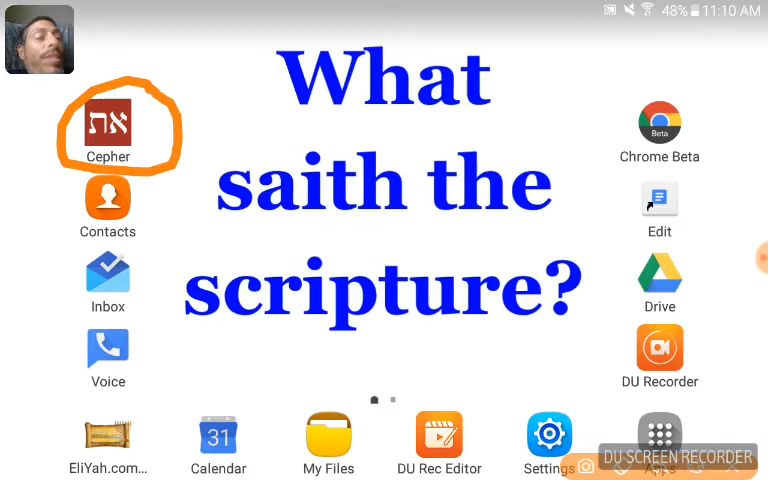 48% 11:10 AM
What
saith the
scripture?
את
Cepher
Contacts
Inbox
Voice
Beta
Chrome Beta
Edit
Drive
DU Recorder
EliYah.com...
31
Calendar
My Files
DU Rec Editor
Settings
Apps
DU SCREEN RECORDER